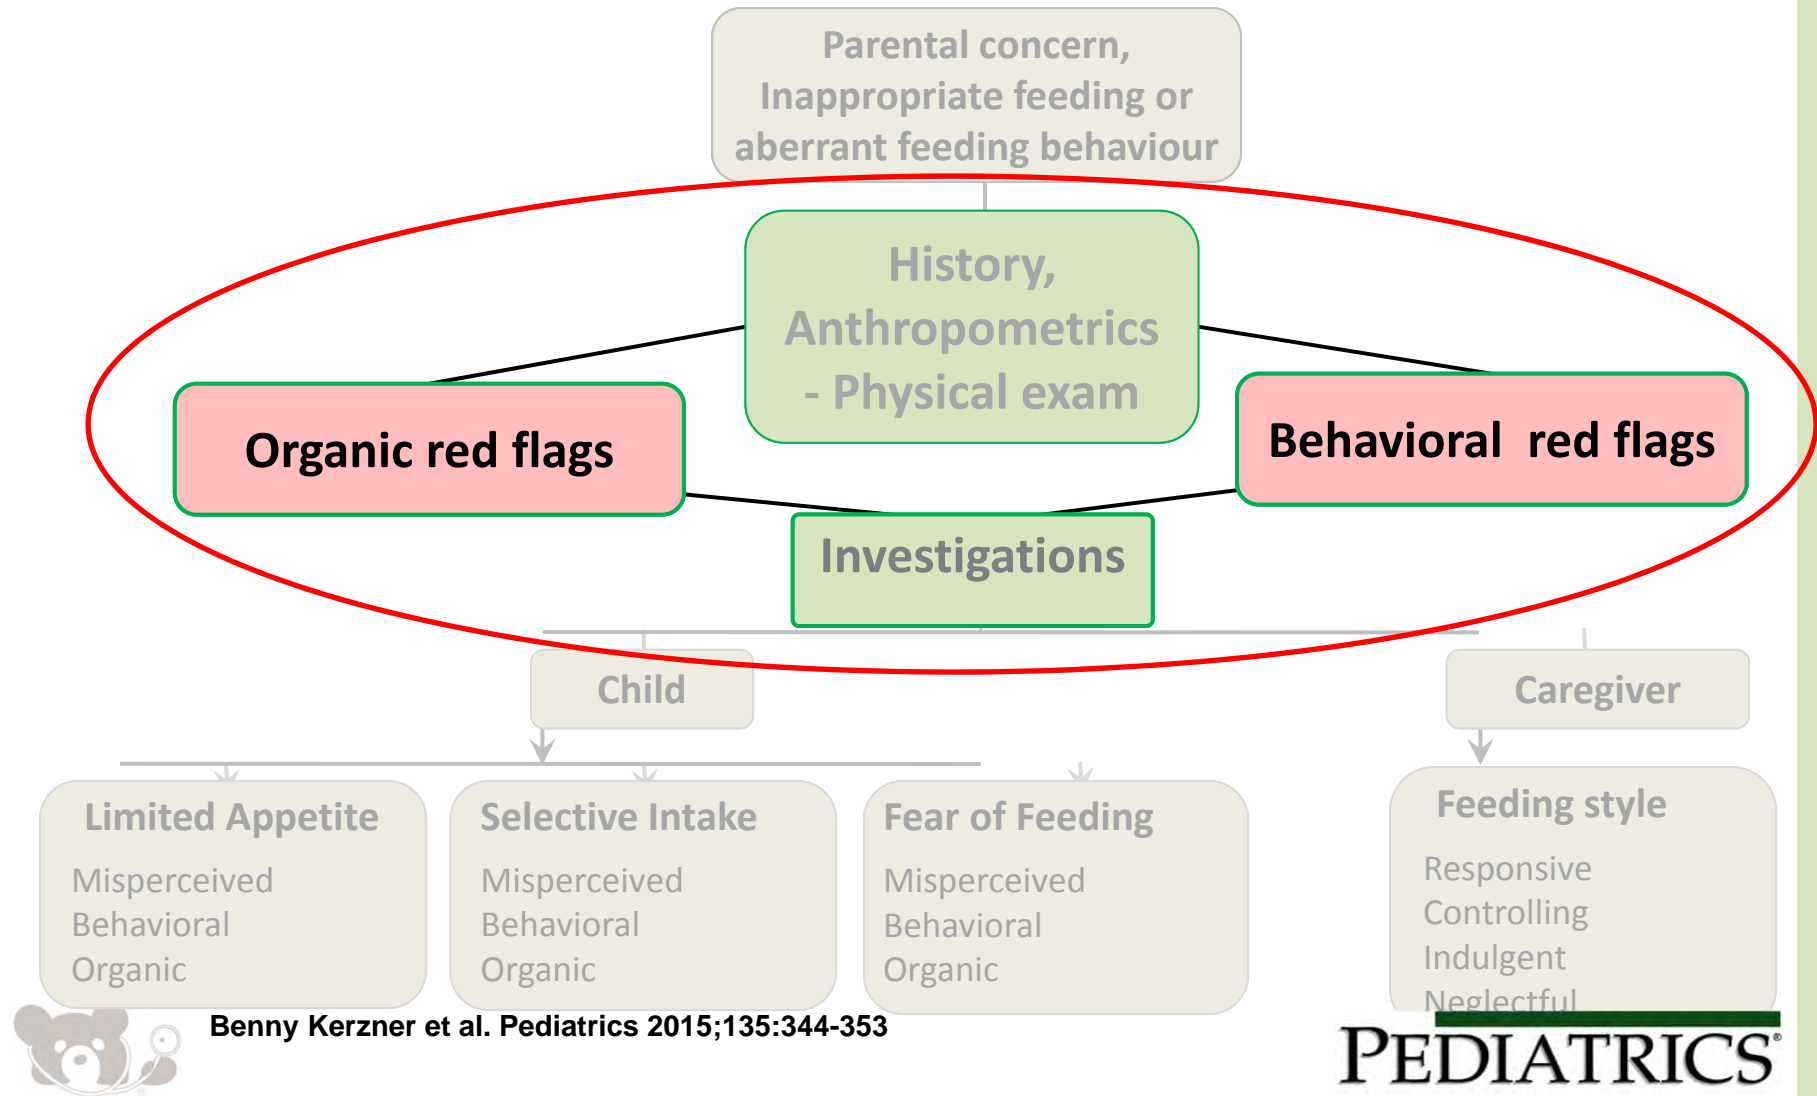 Parental concern,
Inappropriate feeding or
aberrant feeding behaviour
History,
Anthropometrics
- Physical exam
Organic red flags
Behavioral red flags
Investigations
Child
Caregiver
Limited Appetite
Misperceived
Behavioral
Organic
Selective Intake
Misperceived
Behavioral
Organic
Fear of Feeding
Misperceived
Behavioral
Organic
Feeding style
Responsive
Controlling
Indulgent
Neglectful
Benny Kerzner et al. Pediatrics 2015;135:344-353
PEDIATRICS®